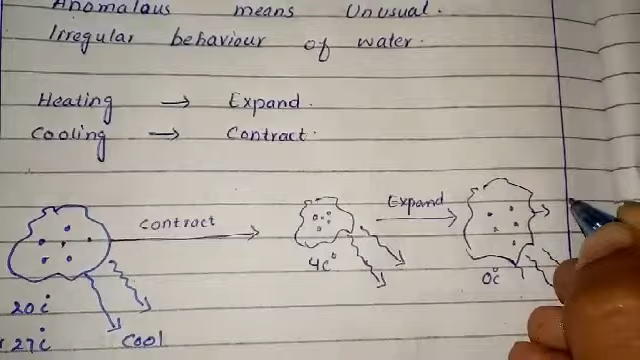 Anomalous means Unusual.
Irregular behaviour of water.
Heating → Expand.
Cooling → Contract.
Contract
Expand
4c°
0c°
20c
27c
Cool